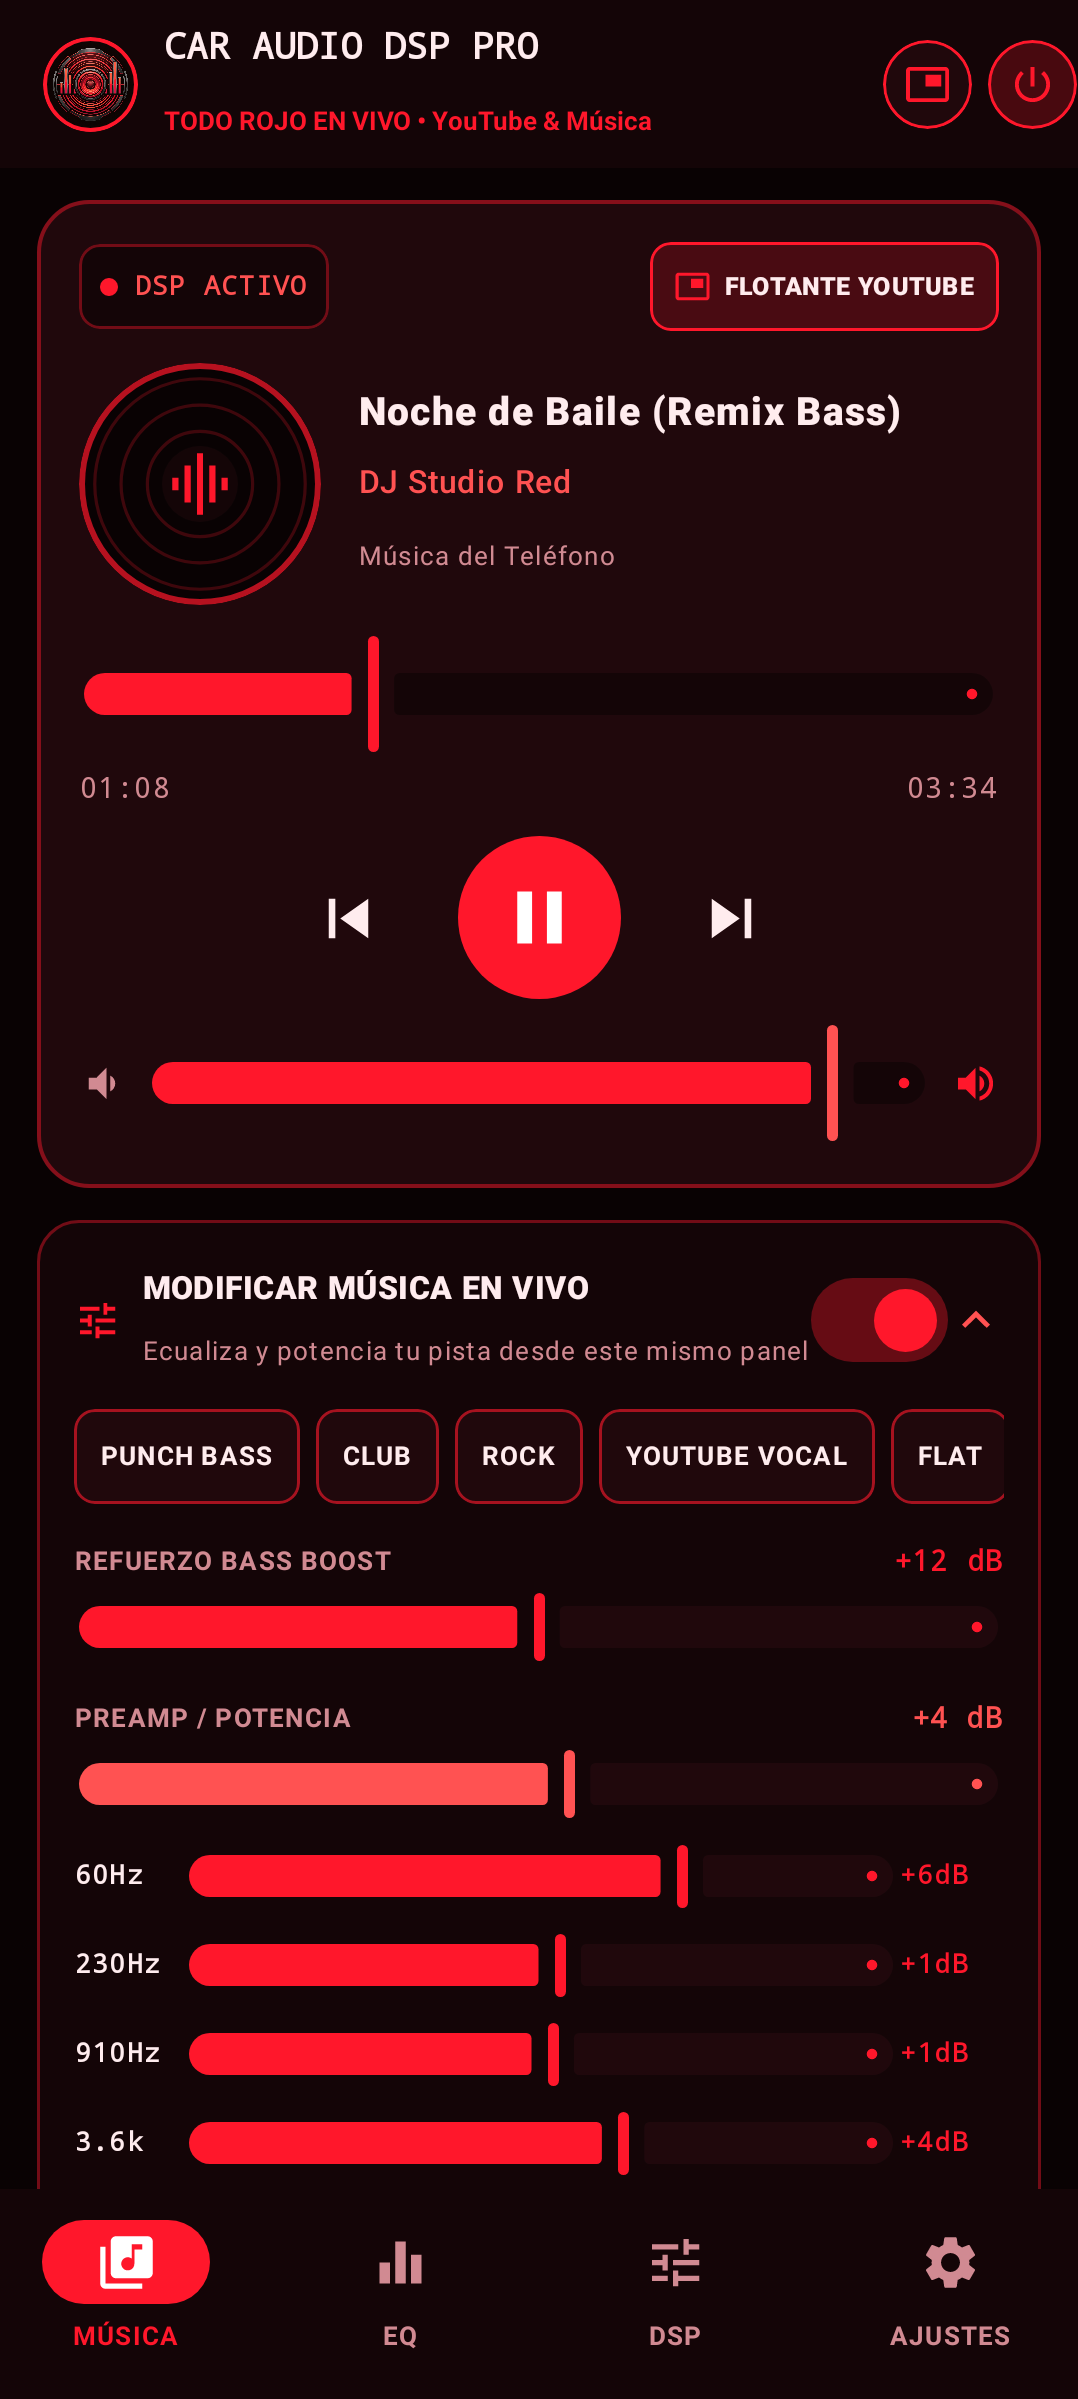 CAR AUDIO DSP PRO
TODO ROJO EN VIVO • YouTube & Música
DSP ACTIVO
FLOTANTE YOUTUBE
Noche de Baile (Remix Bass)
DJ Studio Red
Música del Teléfono
01:08
03:34
MODIFICAR MÚSICA EN VIVO
Ecualiza y potencia tu pista desde este mismo panel
PUNCH BASS
CLUB
ROCK
YOUTUBE VOCAL
FLAT
REFUERZO BASS BOOST
+12 dB
PREAMP / POTENCIA
+4 dB
60Hz
+6dB
230Hz
+1dB
910Hz
+1dB
3.6k
+4dB
MÚSICA
EQ
DSP
AJUSTES